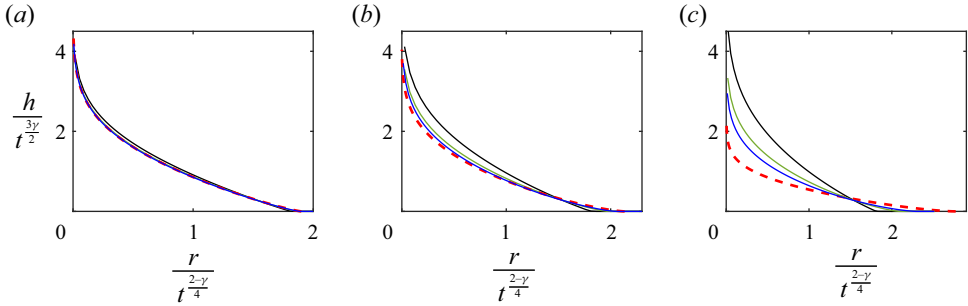 (a) (b) (c)
4 4 4
h/t^{3γ/2} 2 2 2
0 1 2 0 1 2 0 1 2
r/t^{(2−γ)/4} r/t^{(2−γ)/4} r/t^{(2−γ)/4}